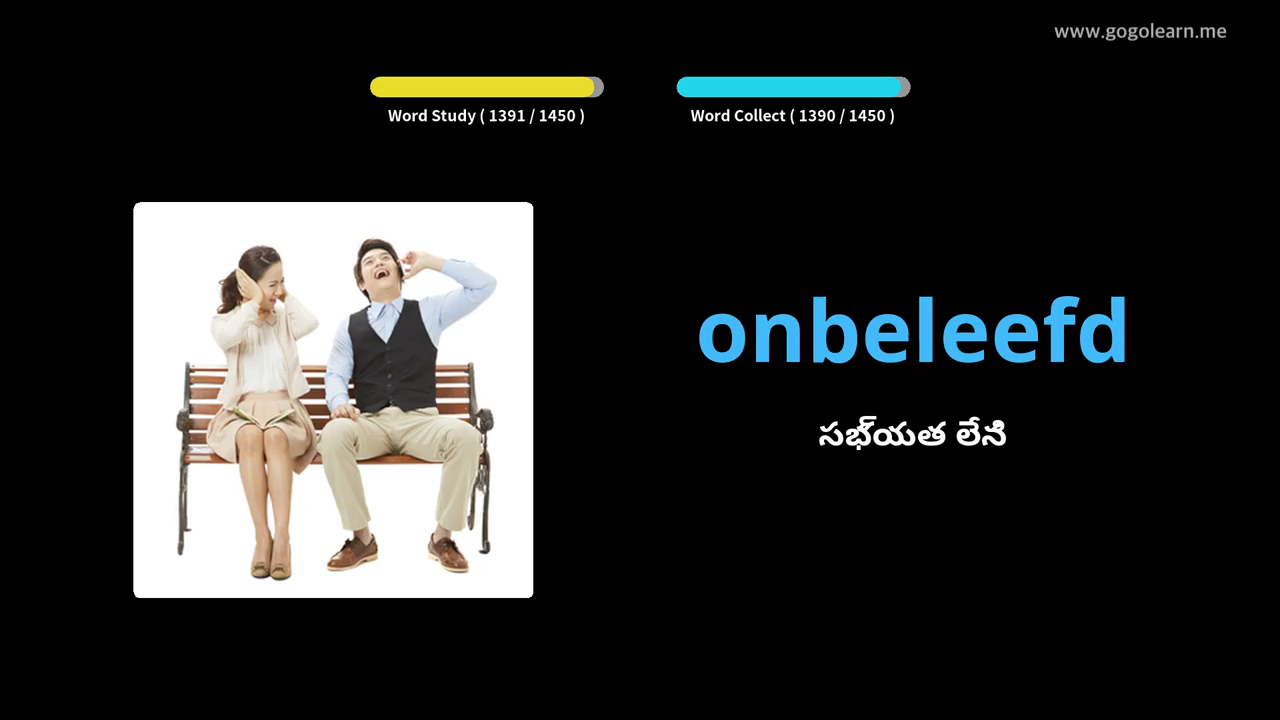 www.gogolearn.me
Word Study ( 1391 / 1450 )
Word Collect ( 1390 / 1450 )
onbeleefd
సభ్యత లేని